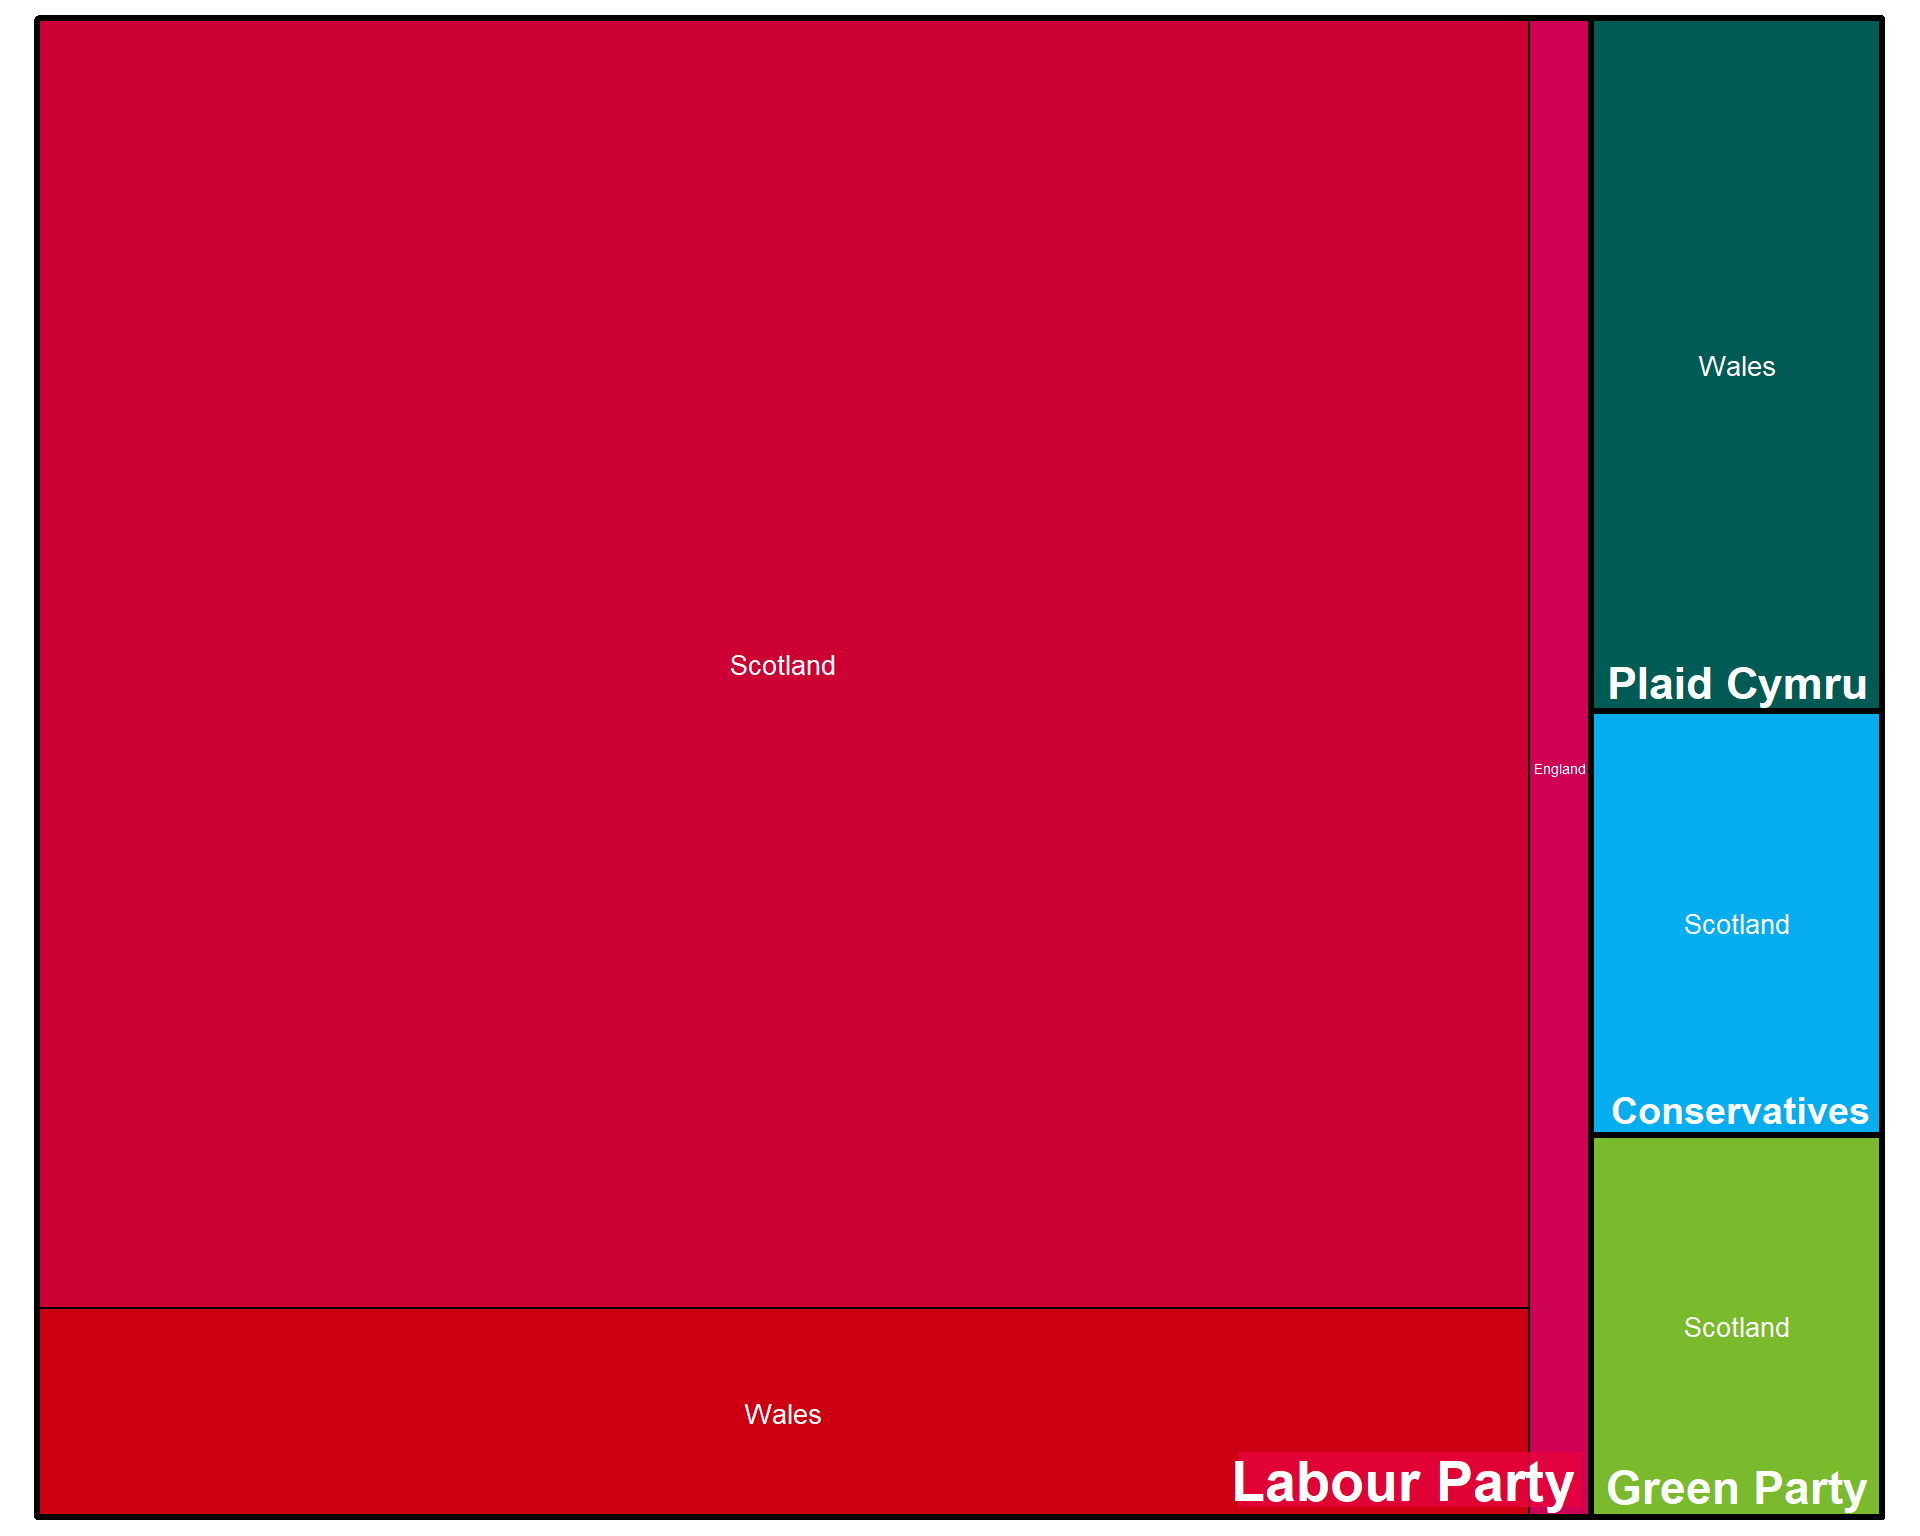 Scotland
Wales
England
Labour Party
Wales
Plaid Cymru
Scotland
Conservatives
Scotland
Green Party